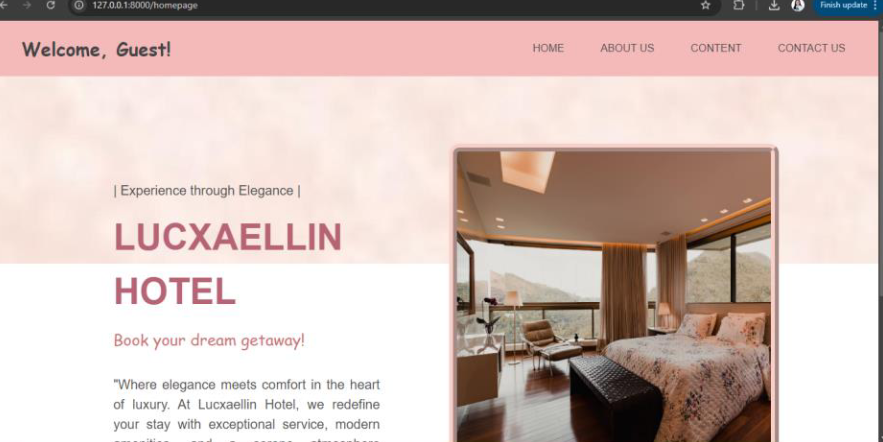 127.0.0.1:8000/homepage
Finish update
Welcome, Guest!
HOME ABOUT US CONTENT CONTACT US
| Experience through Elegance |
LUCXAELLIN
HOTEL
Book your dream getaway!
"Where elegance meets comfort in the heart
of luxury. At Lucxaellin Hotel, we redefine
your stay with exceptional service, modern